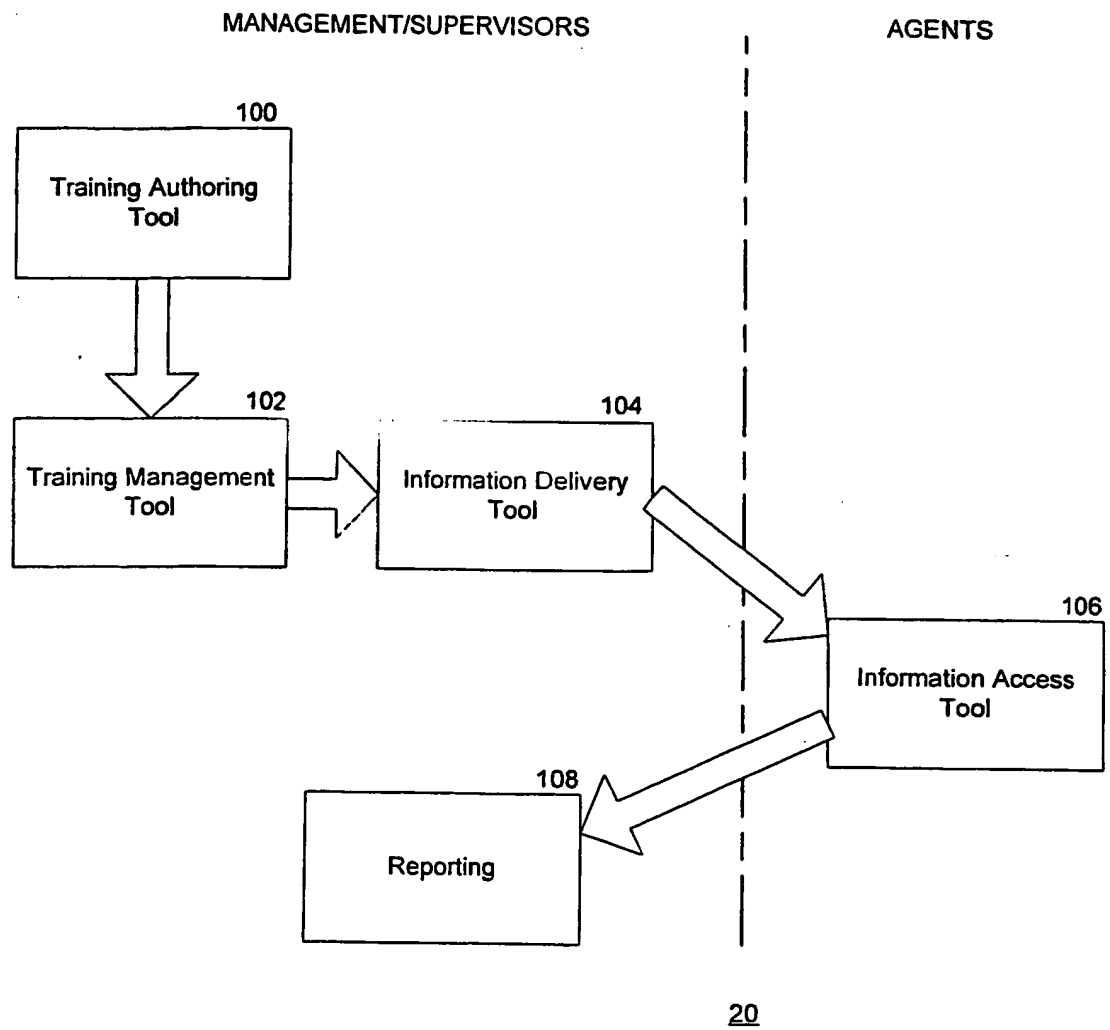 MANAGEMENT/SUPERVISORS
AGENTS
100
Training Authoring
Tool
102
Training Management
Tool
104
Information Delivery
Tool
106
Information Access
Tool
108
Reporting
20